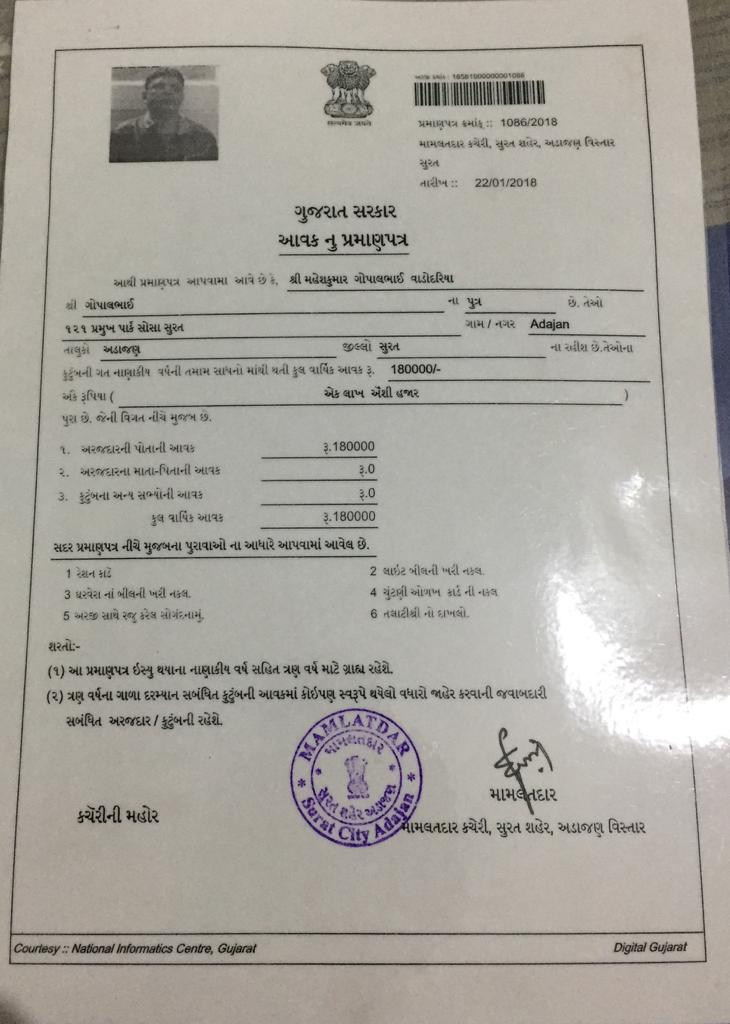 સત્યમેવ જયતે
અરજી ક્રમાંક : 16581000000001086
પ્રમાણપત્ર ક્રમાંક :: 1086/2018
મામલતદાર કચેરી, સુરત શહેર, અડાજણ વિસ્તાર
સુરત
તારીખ :: 22/01/2018
ગુજરાત સરકાર
આવક નુ પ્રમાણપત્ર
આથી પ્રમાણપત્ર આપવામા આવે છે કે, શ્રી મહેશકુમાર ગોપાલભાઈ વાડોદરિયા
શ્રી ગોપાલભાઈ ના પુત્ર છે. તેઓ
૧૨૧ પ્રમુખ પાર્ક સોસા સુરત ગામ / નગર Adajan
તાલુકો અડાજણ જીલ્લો સુરત ના રહીશ છે.તેઓના
કુટુંબની ગત નાણાકીય વર્ષની તમામ સાધનો માંથી થતી કુલ વાર્ષિક આવક રૂ. 180000/-
અંકે રૂપિયા ( એક લાખ એંશી હજાર )
પુરા છે. જેની વિગત નીચે મુજબ છે.
૧. અરજદારની પોતાની આવક રૂ.180000
૨. અરજદારના માતા-પિતાની આવક રૂ.0
૩. કુટુંબના અન્ય સભ્યોની આવક રૂ.0
કુલ વાર્ષિક આવક રૂ.180000
સદર પ્રમાણપત્ર નીચે મુજબના પુરાવાઓ ના આધારે આપવામાં આવેલ છે.
1 રેશન કાર્ડ 2 લાઇટ બીલની ખરી નકલ.
3 ઘરવેરા નાં બીલની ખરી નકલ. 4 ચુંટણી ઓળખ કાર્ડ ની નકલ
5 અરજી સાથે રજુ કરેલ સોગંદનામું. 6 તલાટીશ્રી નો દાખલો.
શરતો:-
(૧) આ પ્રમાણપત્ર ઇસ્યુ થયાના નાણાકીય વર્ષ સહિત ત્રણ વર્ષ માટે ગ્રાહ્ય રહેશે.
(૨) ત્રણ વર્ષના ગાળા દરમ્યાન સબંધિત કુટુંબની આવકમાં કોઇપણ સ્વરૂપે થયેલો વધારો જાહેર કરવાની જવાબદારી
સબંધિત અરજદાર / કુટુંબની રહેશે.
MAMLATDAR
મામલતદાર
સુરત શહેર અડાજણ
Surat City Adajan
મામલતદાર
કચૅરીની મહોર
મામલતદાર કચેરી, સુરત શહેર, અડાજણ વિસ્તાર
Courtesy :: National Informatics Centre, Gujarat Digital Gujarat